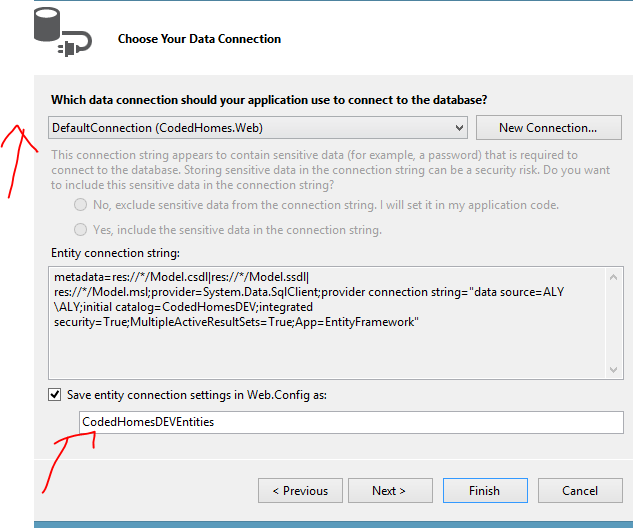 Choose Your Data Connection
Which data connection should your application use to connect to the database?
DefaultConnection (CodedHomes.Web)
New Connection...
This connection string appears to contain sensitive data (for example, a password) that is required to
connect to the database. Storing sensitive data in the connection string can be a security risk. Do you want
to include this sensitive data in the connection string?
No, exclude sensitive data from the connection string. I will set it in my application code.
Yes, include the sensitive data in the connection string.
Entity connection string:
metadata=res://*/Model.csdl|res://*/Model.ssdl|
res://*/Model.msl;provider=System.Data.SqlClient;provider connection string="data source=ALY
\ALY;initial catalog=CodedHomesDEV;integrated
security=True;MultipleActiveResultSets=True;App=EntityFramework"
Save entity connection settings in Web.Config as:
CodedHomesDEVEntities
< Previous
Next >
Finish
Cancel